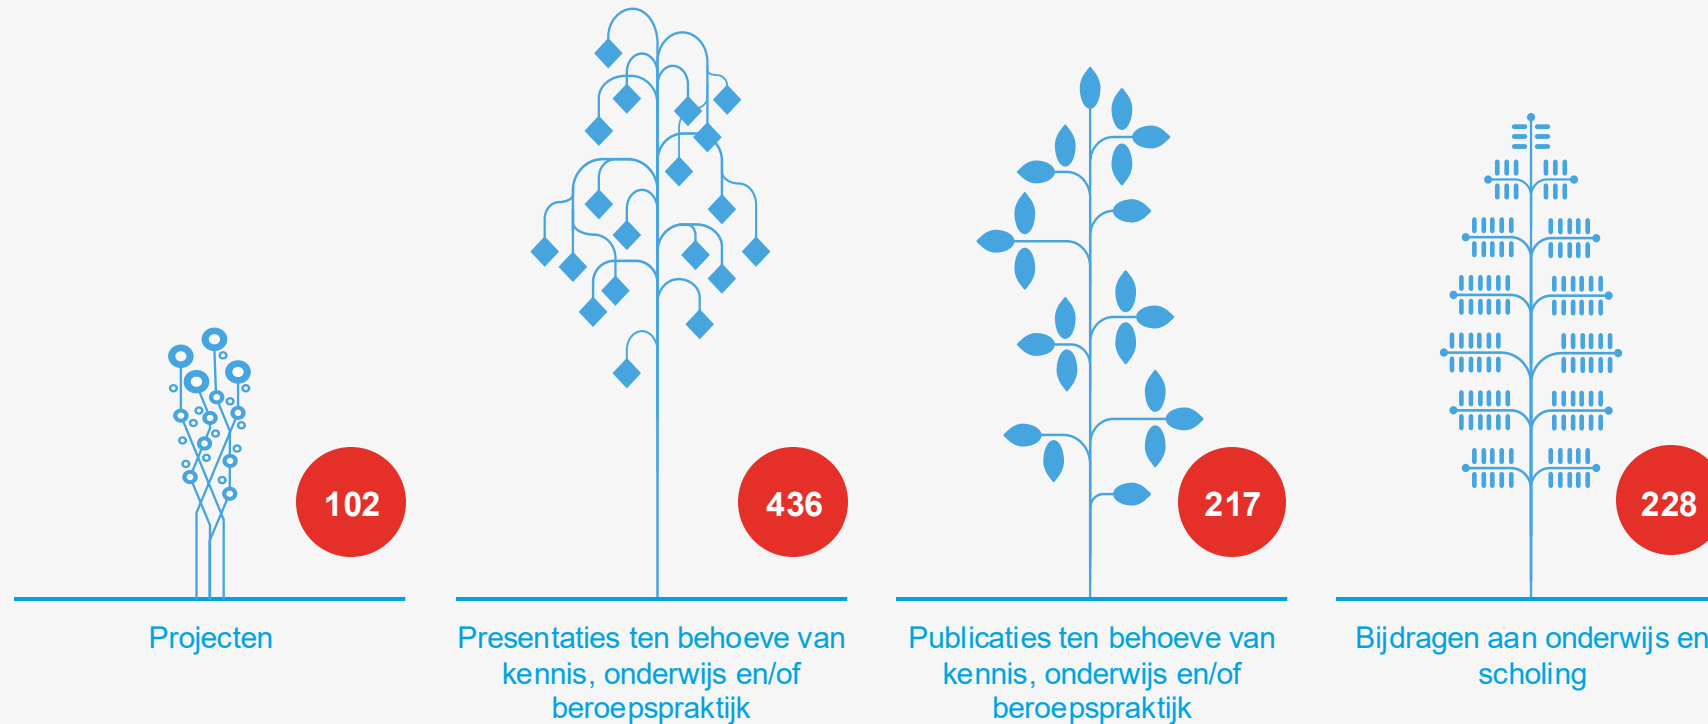 102
436
217
228
Projecten
Presentaties ten behoeve van
kennis, onderwijs en/of
beroepspraktijk
Publicaties ten behoeve van
kennis, onderwijs en/of
beroepspraktijk
Bijdragen aan onderwijs en
scholing